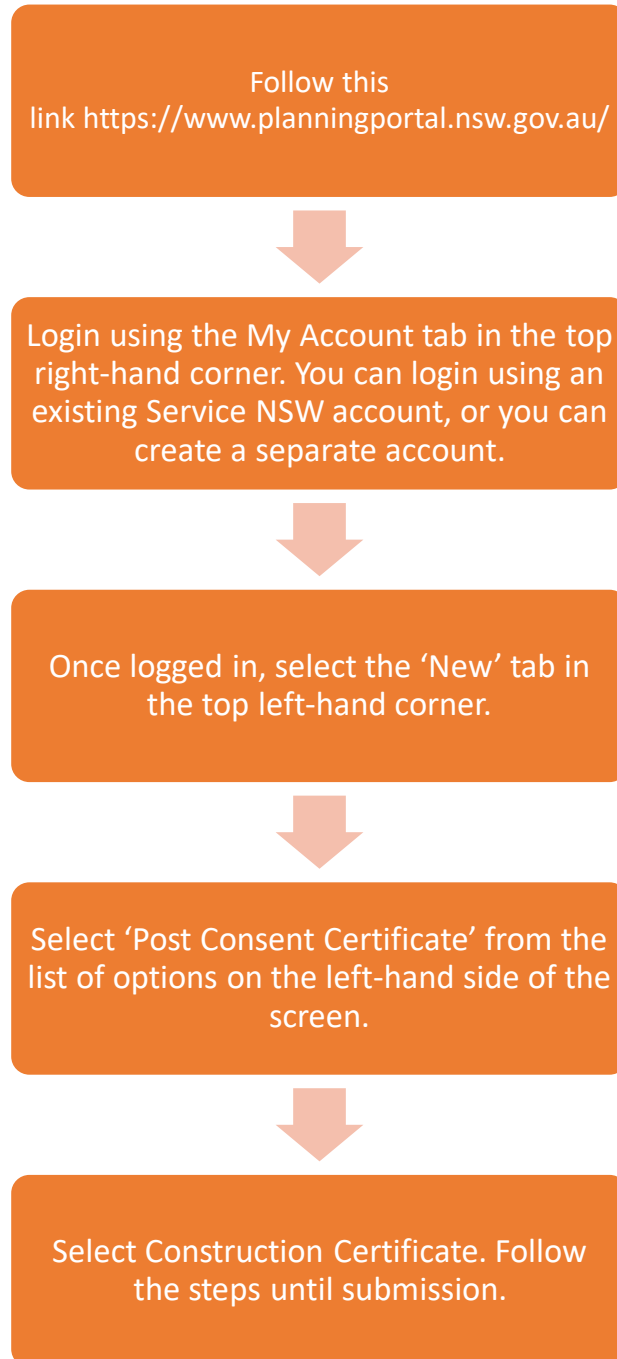 Follow this
link https://www.planningportal.nsw.gov.au/
Login using the My Account tab in the top
right-hand corner. You can login using an
existing Service NSW account, or you can
create a separate account.
Once logged in, select the ‘New’ tab in
the top left-hand corner.
Select ‘Post Consent Certificate’ from the
list of options on the left-hand side of the
screen.
Select Construction Certificate. Follow
the steps until submission.